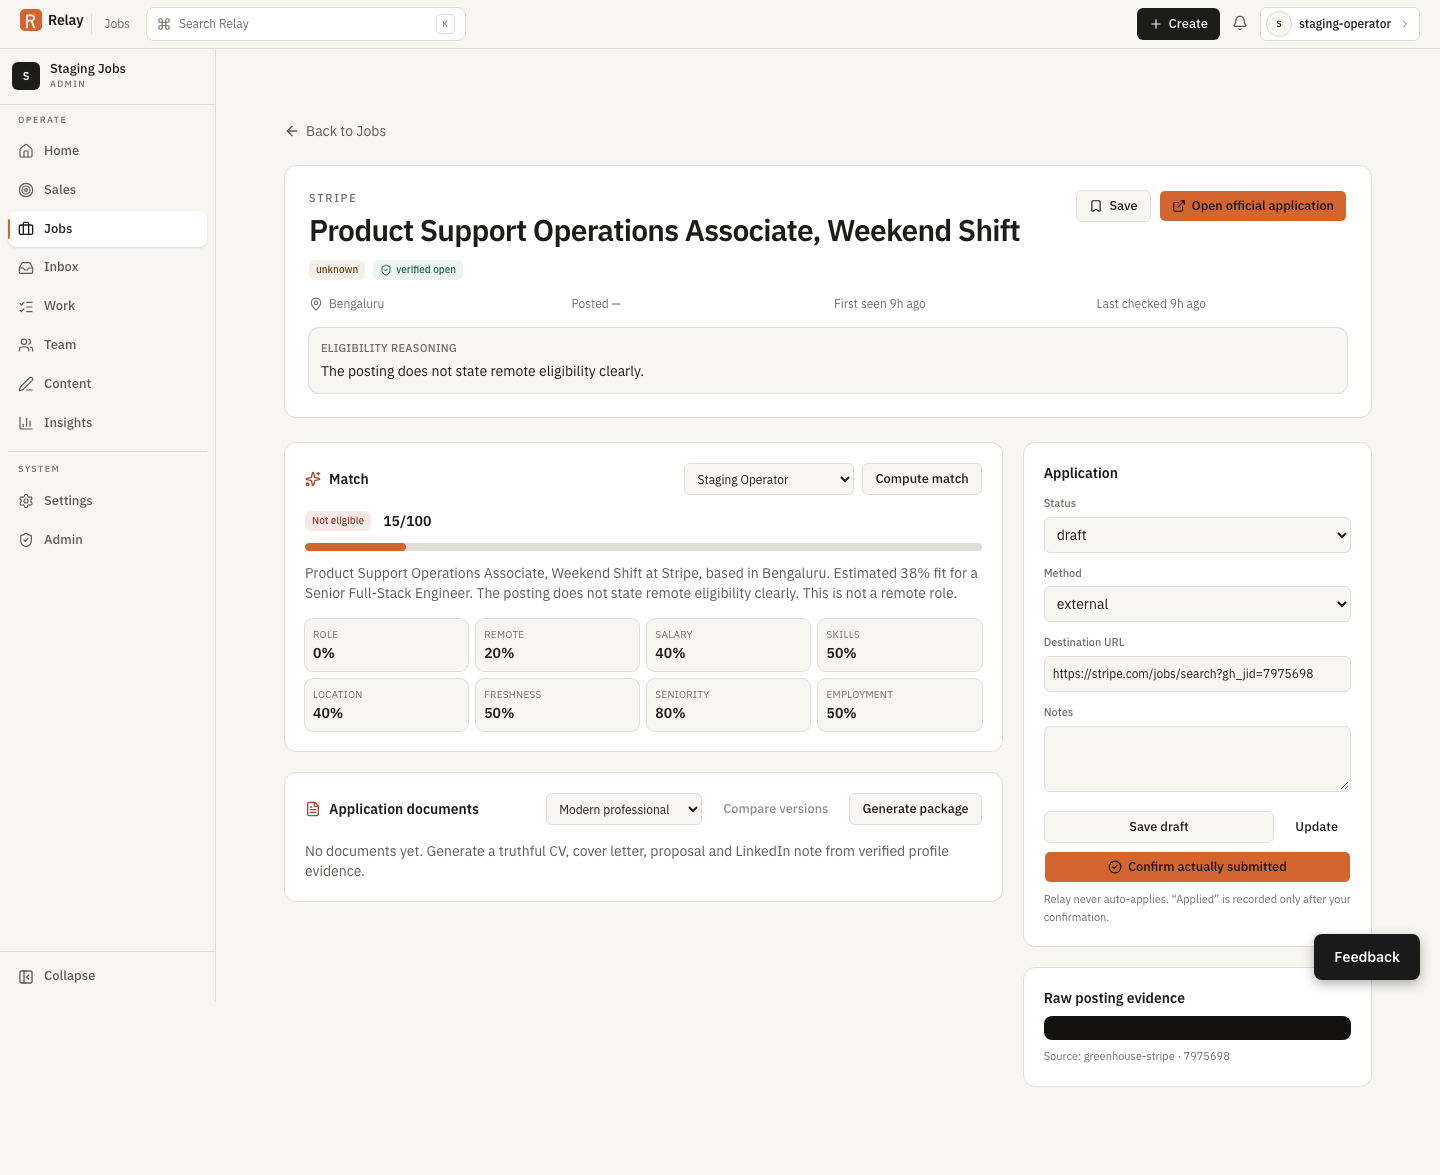 Relay
Jobs
Search Relay
K
Create
s
staging-operator
S
Staging Jobs
ADMIN
OPERATE
Home
Sales
Jobs
Inbox
Work
Team
Content
Insights
SYSTEM
Settings
Admin
Collapse
Back to Jobs
STRIPE
Product Support Operations Associate, Weekend Shift
Save
Open official application
unknown
verified open
Bengaluru
Posted —
First seen 9h ago
Last checked 9h ago
ELIGIBILITY REASONING
The posting does not state remote eligibility clearly.
Match
Staging Operator
Compute match
Not eligible
15/100
Product Support Operations Associate, Weekend Shift at Stripe, based in Bengaluru. Estimated 38% fit for a
Senior Full-Stack Engineer. The posting does not state remote eligibility clearly. This is not a remote role.
ROLE
0%
REMOTE
20%
SALARY
40%
SKILLS
50%
LOCATION
40%
FRESHNESS
50%
SENIORITY
80%
EMPLOYMENT
50%
Application documents
Modern professional
Compare versions
Generate package
No documents yet. Generate a truthful CV, cover letter, proposal and LinkedIn note from verified profile
evidence.
Application
Status
draft
Method
external
Destination URL
https://stripe.com/jobs/search?gh_jid=7975698
Notes
Save draft
Update
Confirm actually submitted
Relay never auto-applies. “Applied” is recorded only after your
confirmation.
Feedback
Raw posting evidence
Source: greenhouse-stripe · 7975698